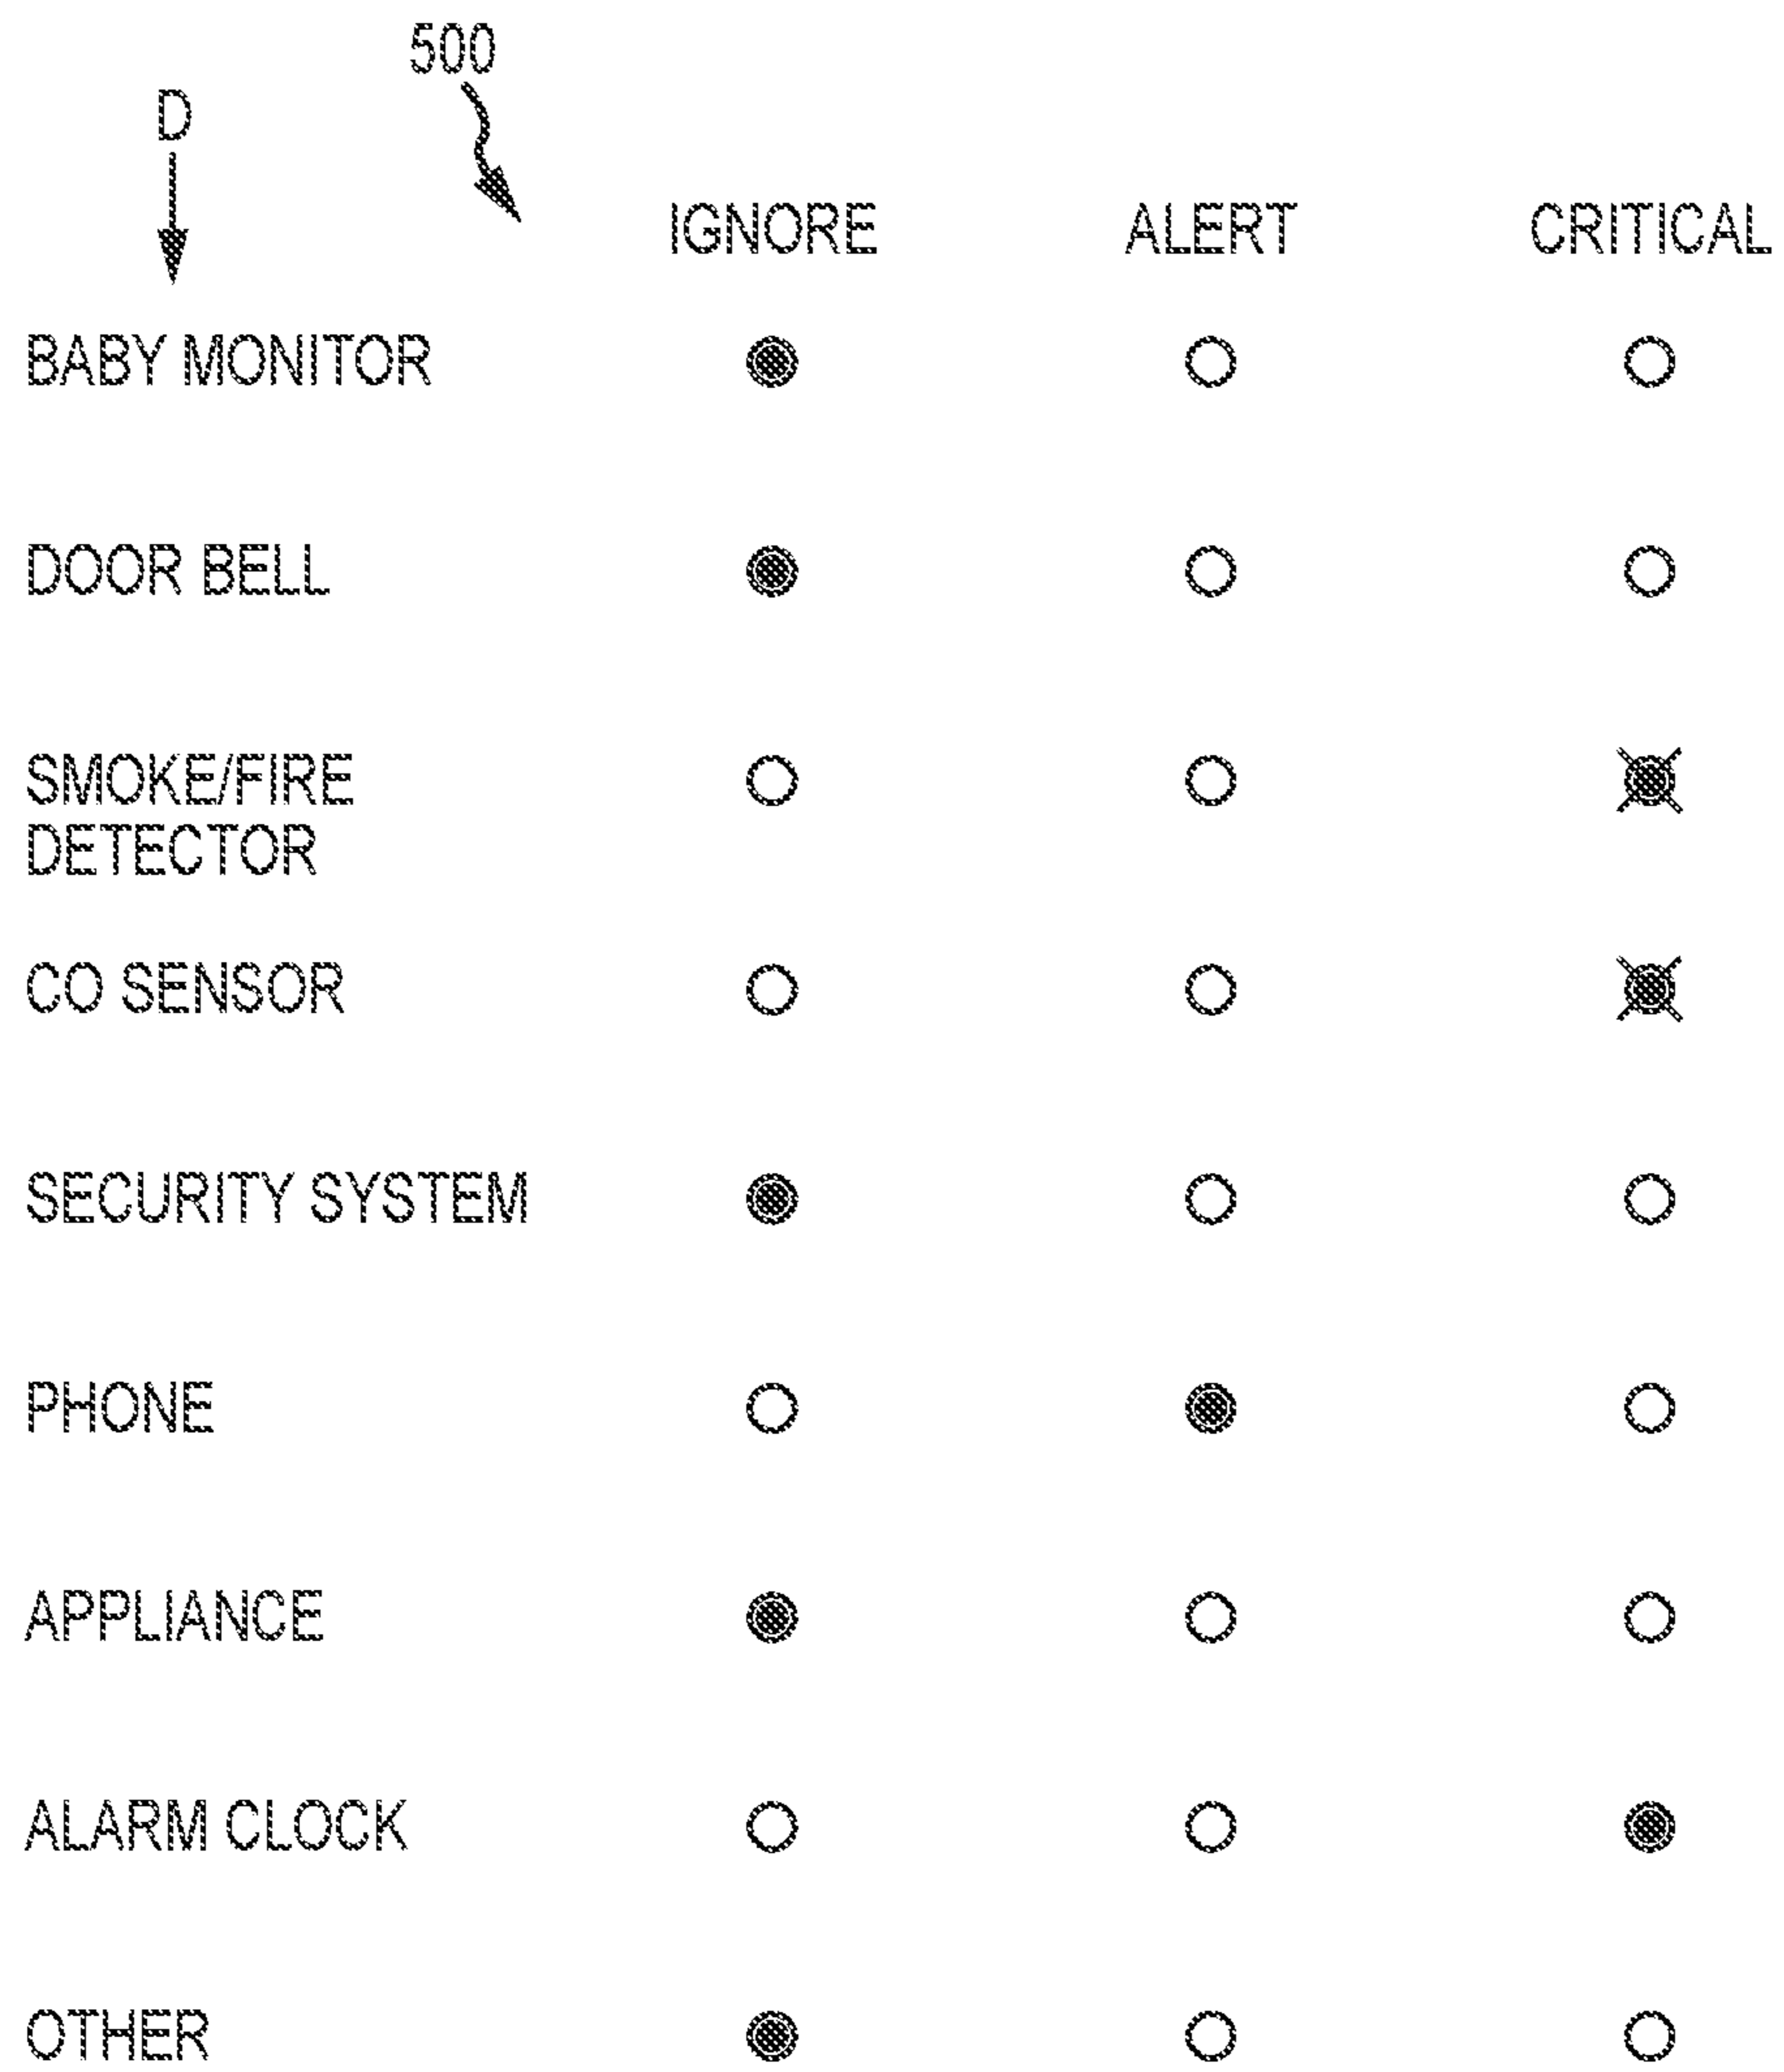 500
D
IGNORE ALERT CRITICAL
BABY MONITOR
DOOR BELL
SMOKE/FIRE
DETECTOR
CO SENSOR
SECURITY SYSTEM
PHONE
APPLIANCE
ALARM CLOCK
OTHER